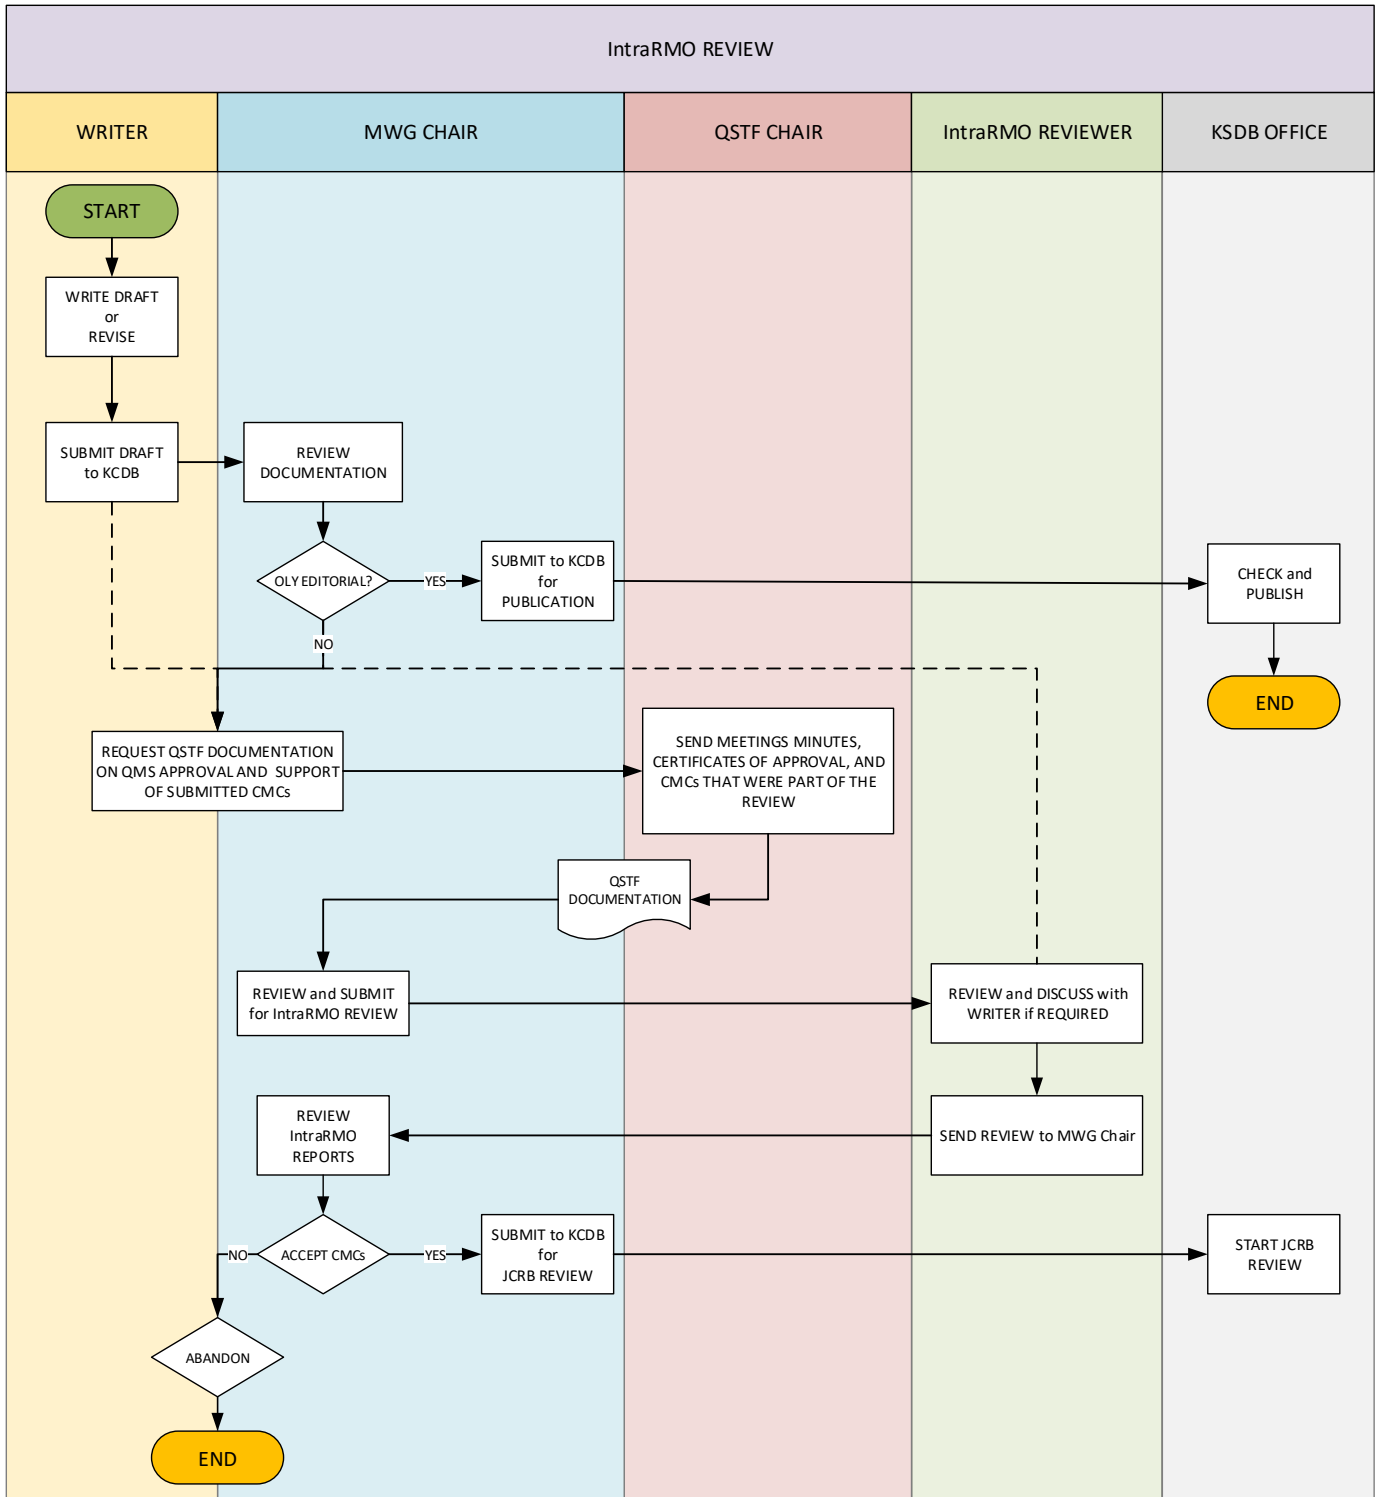 IntraRMO REVIEW
WRITER
MWG CHAIR
QSTF CHAIR
IntraRMO REVIEWER
KSDB OFFICE
START
WRITE DRAFT
or
REVISE
SUBMIT DRAFT
to KCDB
REVIEW
DOCUMENTATION
OLY EDITORIAL?
YES
SUBMIT to KCDB
for
PUBLICATION
CHECK and
PUBLISH
NO
END
REQUEST QSTF DOCUMENTATION
ON QMS APPROVAL AND SUPPORT
OF SUBMITTED CMCs
SEND MEETINGS MINUTES,
CERTIFICATES OF APPROVAL, AND
CMCs THAT WERE PART OF THE
REVIEW
QSTF
DOCUMENTATION
REVIEW and SUBMIT
for IntraRMO REVIEW
REVIEW and DISCUSS with
WRITER if REQUIRED
REVIEW
IntraRMO
REPORTS
SEND REVIEW to MWG Chair
NO
ACCEPT CMCs
YES
SUBMIT to KCDB
for
JCRB REVIEW
START JCRB
REVIEW
ABANDON
END